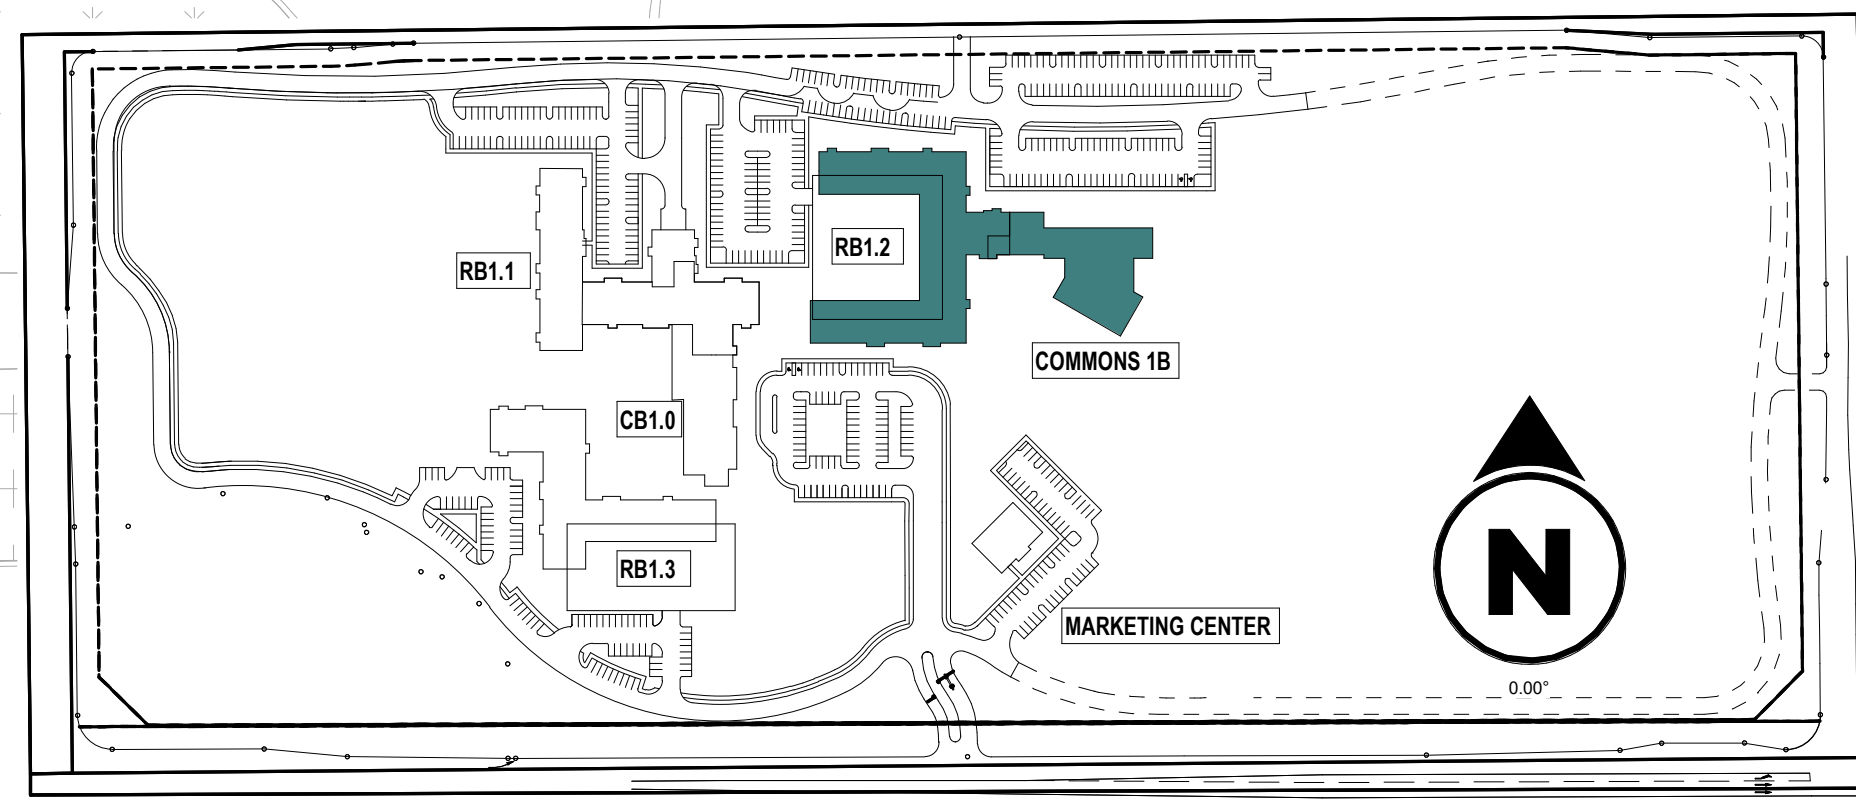 RB1.2
RB1.1
COMMONS 1B
CB1.0
RB1.3
N
MARKETING CENTER
0.00°